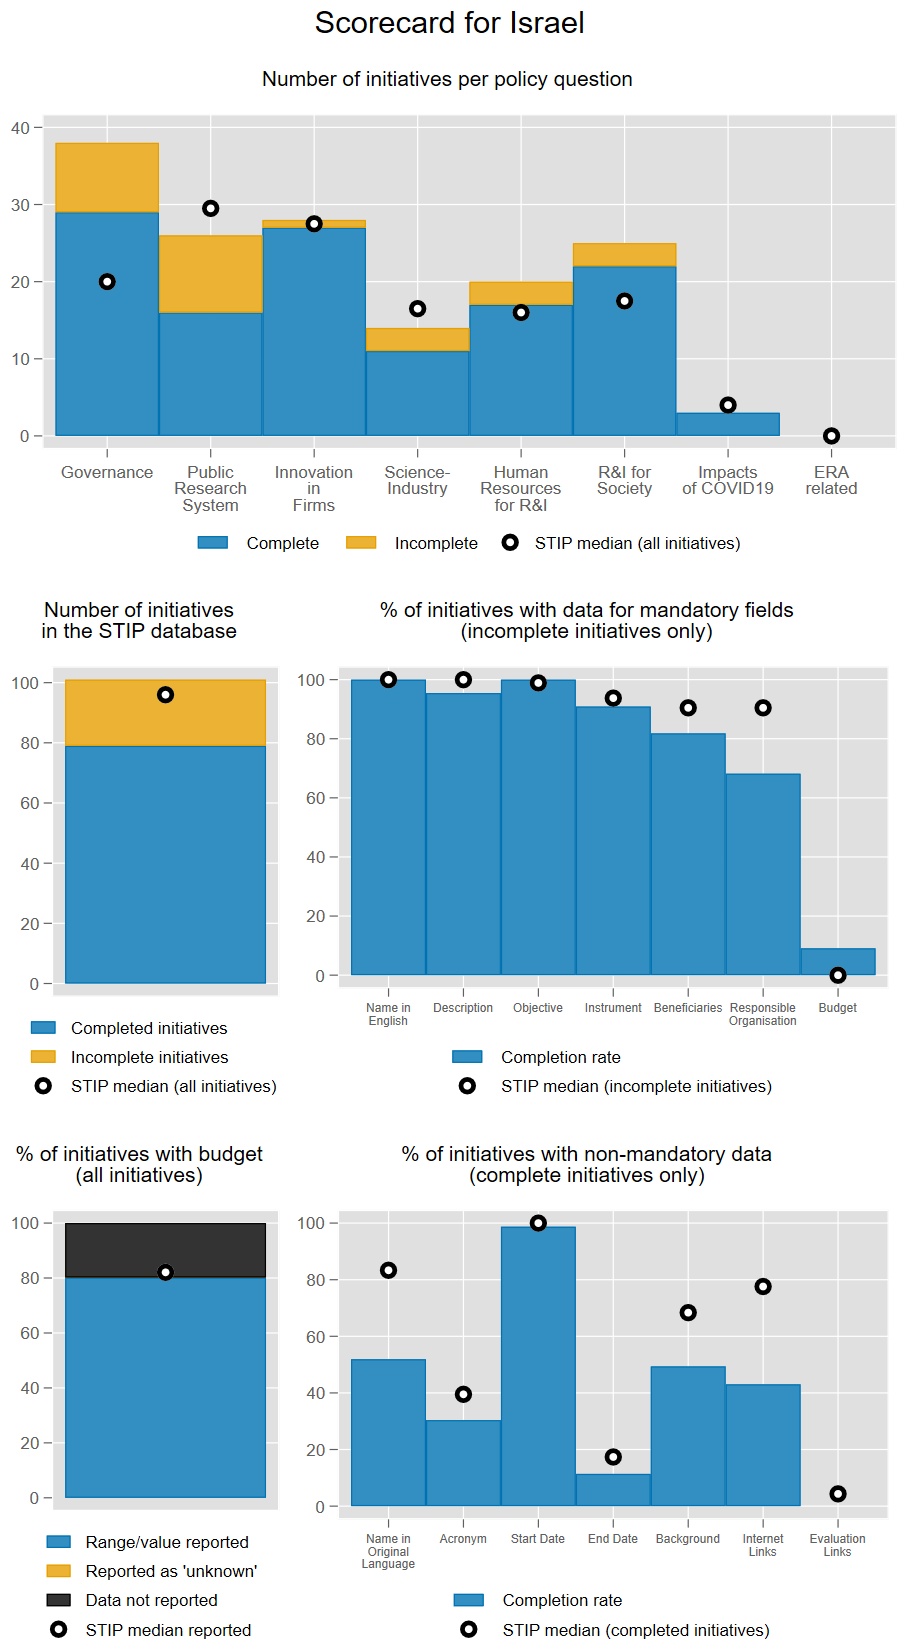 Scorecard for Israel
Number of initiatives per policy question
40
30
20
10
0
Governance
Public
Research
System
Innovation
in
Firms
Science-
Industry
Human
Resources
for R&I
R&I for
Society
Impacts
of COVID19
ERA
related
Complete
Incomplete
STIP median (all initiatives)
Number of initiatives
in the STIP database
100
80
60
40
20
0
Completed initiatives
Incomplete initiatives
STIP median (all initiatives)
% of initiatives with data for mandatory fields
(incomplete initiatives only)
100
80
60
40
20
0
Name in
English
Description
Objective
Instrument
Beneficiaries
Responsible
Organisation
Budget
Completion rate
STIP median (incomplete initiatives)
% of initiatives with budget
(all initiatives)
100
80
60
40
20
0
Range/value reported
Reported as 'unknown'
Data not reported
STIP median reported
% of initiatives with non-mandatory data
(complete initiatives only)
100
80
60
40
20
0
Name in
Original
Language
Acronym
Start Date
End Date
Background
Internet
Links
Evaluation
Links
Completion rate
STIP median (completed initiatives)